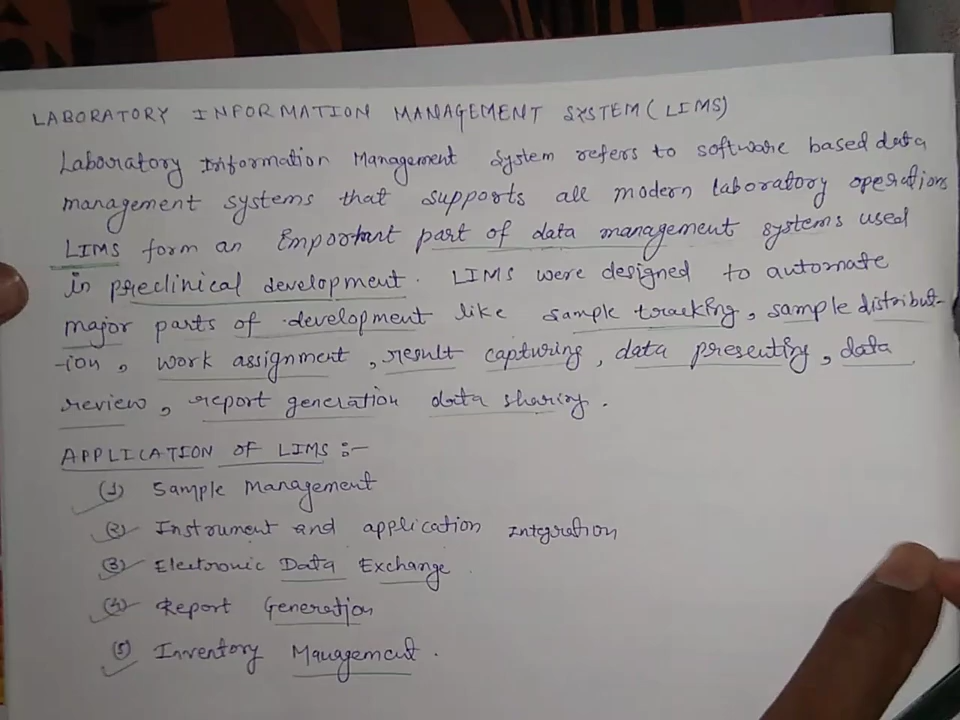 LABORATORY INFORMATION MANAGEMENT SYSTEM (LIMS)
Laboratory Information Management System refers to software based data
management systems that supports all modern laboratory operations
LIMS form an Important part of data management systems used
in preclinical development. LIMS were designed to automate
major parts of development like sample tracking, sample distribut-
-ion, work assignment, result capturing, data presenting, data
review, report generation data sharing.
APPLICATION OF LIMS :-
(1) Sample Management
(2) Instrument and application Integration
(3) Electronic Data Exchange
(4) Report Generation
(5) Inventory Management.